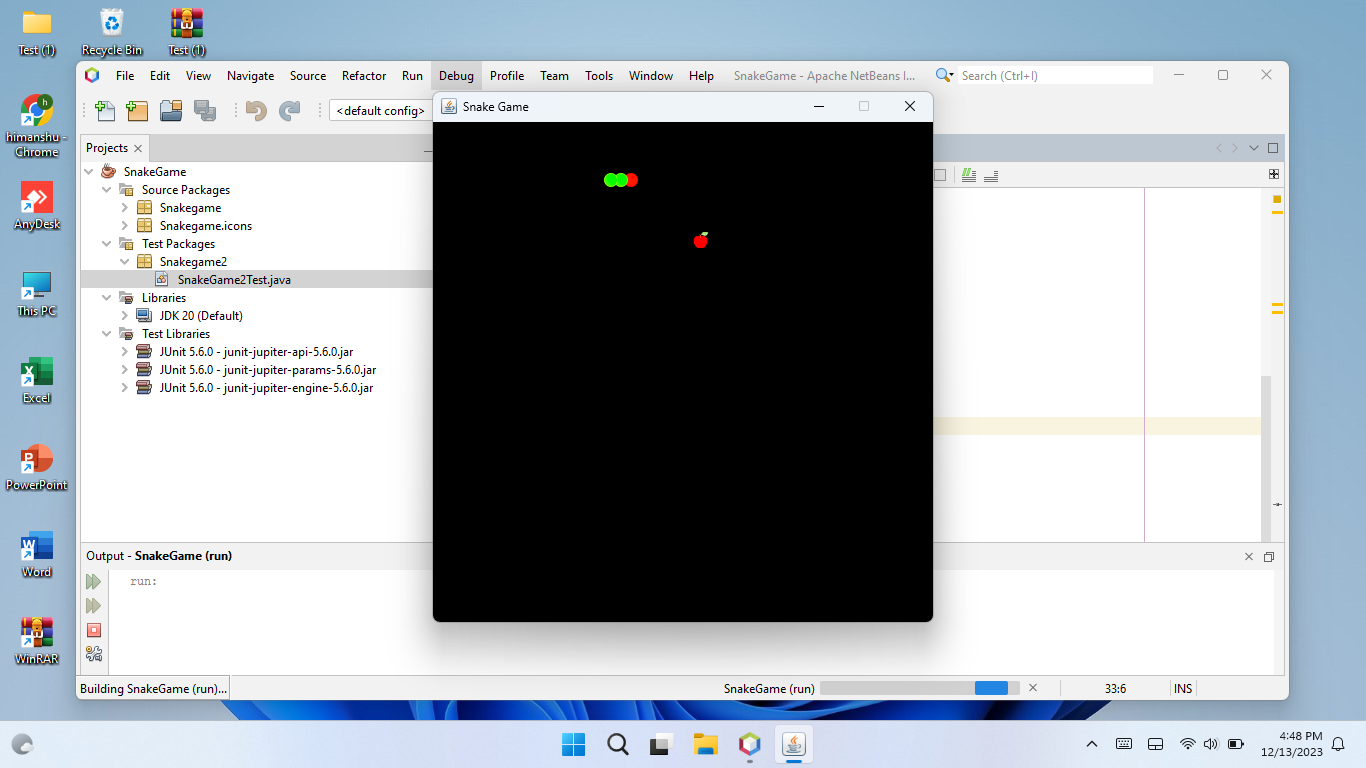 Test (1)
Recycle Bin
Test (1)
himanshu - Chrome
AnyDesk
This PC
Excel
PowerPoint
Word
WinRAR
File Edit View Navigate Source Refactor Run Debug Profile Team Tools Window Help SnakeGame - Apache NetBeans I... Search (Ctrl+I)
<default config>
Snake Game
Projects
SnakeGame
Source Packages
Snakegame
Snakegame.icons
Test Packages
Snakegame2
SnakeGame2Test.java
Libraries
JDK 20 (Default)
Test Libraries
JUnit 5.6.0 - junit-jupiter-api-5.6.0.jar
JUnit 5.6.0 - junit-jupiter-params-5.6.0.jar
JUnit 5.6.0 - junit-jupiter-engine-5.6.0.jar
Output - SnakeGame (run)
run:
Building SnakeGame (run)... SnakeGame (run) 33:6 INS
4:48 PM
12/13/2023